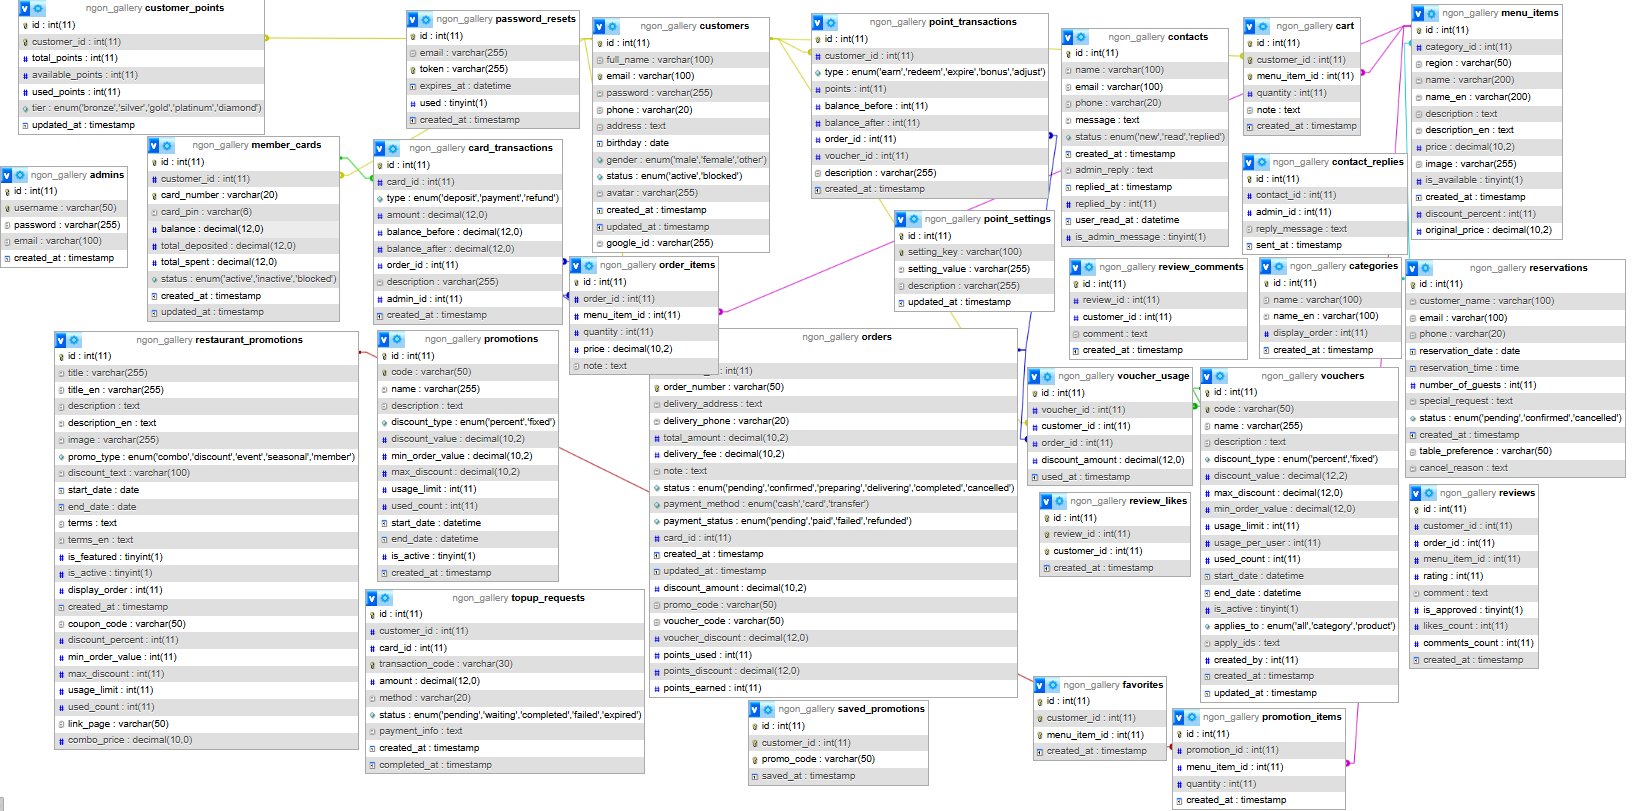 ngon_gallery customer_points
id : int(11)
customer_id : int(11)
total_points : int(11)
available_points : int(11)
used_points : int(11)
tier : enum('bronze','silver','gold','platinum','diamond')
updated_at : timestamp
ngon_gallery password_resets
id : int(11)
email : varchar(255)
token : varchar(255)
expires_at : datetime
used : tinyint(1)
created_at : timestamp
ngon_gallery customers
id : int(11)
full_name : varchar(100)
email : varchar(100)
password : varchar(255)
phone : varchar(20)
address : text
birthday : date
gender : enum('male','female','other')
status : enum('active','blocked')
avatar : varchar(255)
created_at : timestamp
updated_at : timestamp
google_id : varchar(255)
ngon_gallery point_transactions
id : int(11)
customer_id : int(11)
type : enum('earn','redeem','expire','bonus','adjust')
points : int(11)
balance_before : int(11)
balance_after : int(11)
order_id : int(11)
voucher_id : int(11)
description : varchar(255)
created_at : timestamp
ngon_gallery contacts
id : int(11)
name : varchar(100)
email : varchar(100)
phone : varchar(20)
message : text
status : enum('new','read','replied')
created_at : timestamp
admin_reply : text
replied_at : timestamp
replied_by : int(11)
user_read_at : datetime
is_admin_message : tinyint(1)
ngon_gallery cart
id : int(11)
customer_id : int(11)
menu_item_id : int(11)
quantity : int(11)
note : text
created_at : timestamp
ngon_gallery menu_items
id : int(11)
category_id : int(11)
region : varchar(50)
name : varchar(200)
name_en : varchar(200)
description : text
description_en : text
price : decimal(10,2)
image : varchar(255)
is_available : tinyint(1)
created_at : timestamp
discount_percent : int(11)
original_price : decimal(10,2)
ngon_gallery admins
id : int(11)
username : varchar(50)
password : varchar(255)
email : varchar(100)
created_at : timestamp
ngon_gallery member_cards
id : int(11)
customer_id : int(11)
card_number : varchar(20)
card_pin : varchar(6)
balance : decimal(12,0)
total_deposited : decimal(12,0)
total_spent : decimal(12,0)
status : enum('active','inactive','blocked')
created_at : timestamp
updated_at : timestamp
ngon_gallery card_transactions
id : int(11)
card_id : int(11)
type : enum('deposit','payment','refund')
amount : decimal(12,0)
balance_before : decimal(12,0)
balance_after : decimal(12,0)
order_id : int(11)
description : varchar(255)
admin_id : int(11)
created_at : timestamp
ngon_gallery contact_replies
id : int(11)
contact_id : int(11)
admin_id : int(11)
reply_message : text
sent_at : timestamp
ngon_gallery point_settings
id : int(11)
setting_key : varchar(100)
setting_value : varchar(255)
description : varchar(255)
updated_at : timestamp
ngon_gallery order_items
id : int(11)
order_id : int(11)
menu_item_id : int(11)
quantity : int(11)
price : decimal(10,2)
note : text
ngon_gallery review_comments
id : int(11)
review_id : int(11)
customer_id : int(11)
comment : text
created_at : timestamp
ngon_gallery categories
id : int(11)
name : varchar(100)
name_en : varchar(100)
display_order : int(11)
created_at : timestamp
ngon_gallery reservations
id : int(11)
customer_name : varchar(100)
email : varchar(100)
phone : varchar(20)
reservation_date : date
reservation_time : time
number_of_guests : int(11)
special_request : text
status : enum('pending','confirmed','cancelled')
created_at : timestamp
table_preference : varchar(50)
cancel_reason : text
ngon_gallery restaurant_promotions
id : int(11)
title : varchar(255)
title_en : varchar(255)
description : text
description_en : text
image : varchar(255)
promo_type : enum('combo','discount','event','seasonal','member')
discount_text : varchar(100)
start_date : date
end_date : date
terms : text
terms_en : text
is_featured : tinyint(1)
is_active : tinyint(1)
display_order : int(11)
created_at : timestamp
coupon_code : varchar(50)
discount_percent : int(11)
min_order_value : int(11)
max_discount : int(11)
usage_limit : int(11)
used_count : int(11)
link_page : varchar(50)
combo_price : decimal(10,0)
ngon_gallery promotions
id : int(11)
code : varchar(50)
name : varchar(255)
description : text
discount_type : enum('percent','fixed')
discount_value : decimal(10,2)
min_order_value : decimal(10,2)
max_discount : decimal(10,2)
usage_limit : int(11)
used_count : int(11)
start_date : datetime
end_date : datetime
is_active : tinyint(1)
created_at : timestamp
ngon_gallery orders
int(11)
order_number : varchar(50)
delivery_address : text
delivery_phone : varchar(20)
total_amount : decimal(10,2)
delivery_fee : decimal(10,2)
note : text
status : enum('pending','confirmed','preparing','delivering','completed','cancelled')
payment_method : enum('cash','card','transfer')
payment_status : enum('pending','paid','failed','refunded')
card_id : int(11)
created_at : timestamp
updated_at : timestamp
discount_amount : decimal(10,2)
promo_code : varchar(50)
voucher_code : varchar(50)
voucher_discount : decimal(12,0)
points_used : int(11)
points_discount : decimal(12,0)
points_earned : int(11)
ngon_gallery voucher_usage
id : int(11)
voucher_id : int(11)
customer_id : int(11)
order_id : int(11)
discount_amount : decimal(12,0)
used_at : timestamp
ngon_gallery vouchers
id : int(11)
code : varchar(50)
name : varchar(255)
description : text
discount_type : enum('percent','fixed')
discount_value : decimal(12,2)
max_discount : decimal(12,0)
min_order_value : decimal(12,0)
usage_limit : int(11)
usage_per_user : int(11)
used_count : int(11)
start_date : datetime
end_date : datetime
is_active : tinyint(1)
applies_to : enum('all','category','product')
apply_ids : text
created_by : int(11)
created_at : timestamp
updated_at : timestamp
ngon_gallery reviews
id : int(11)
customer_id : int(11)
order_id : int(11)
menu_item_id : int(11)
rating : int(11)
comment : text
is_approved : tinyint(1)
likes_count : int(11)
comments_count : int(11)
created_at : timestamp
ngon_gallery review_likes
id : int(11)
review_id : int(11)
customer_id : int(11)
created_at : timestamp
ngon_gallery topup_requests
id : int(11)
customer_id : int(11)
card_id : int(11)
transaction_code : varchar(30)
amount : decimal(12,0)
method : varchar(20)
status : enum('pending','waiting','completed','failed','expired')
payment_info : text
created_at : timestamp
completed_at : timestamp
ngon_gallery favorites
id : int(11)
customer_id : int(11)
menu_item_id : int(11)
created_at : timestamp
ngon_gallery saved_promotions
id : int(11)
customer_id : int(11)
promo_code : varchar(50)
saved_at : timestamp
ngon_gallery promotion_items
id : int(11)
promotion_id : int(11)
menu_item_id : int(11)
quantity : int(11)
created_at : timestamp